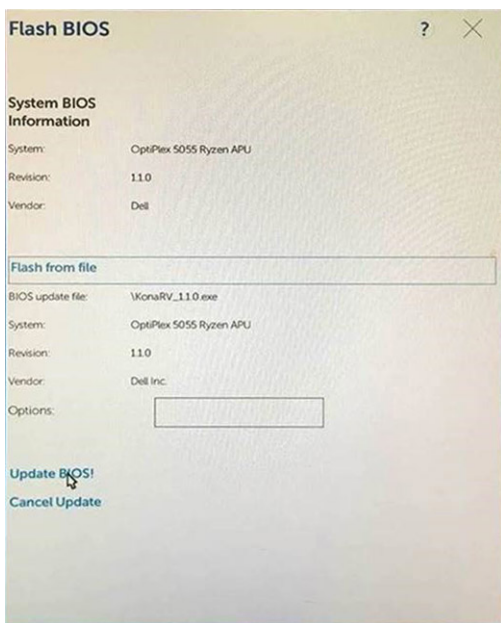 Flash BIOS ?
System BIOS
Information
System: OptiPlex 5055 Ryzen APU
Revision: 1.1.0
Vendor: Dell
Flash from file
BIOS update file: \KonaRV_1.1.0.exe
System: OptiPlex 5055 Ryzen APU
Revision: 1.1.0
Vendor: Dell Inc.
Options:
Update BIOS!
Cancel Update